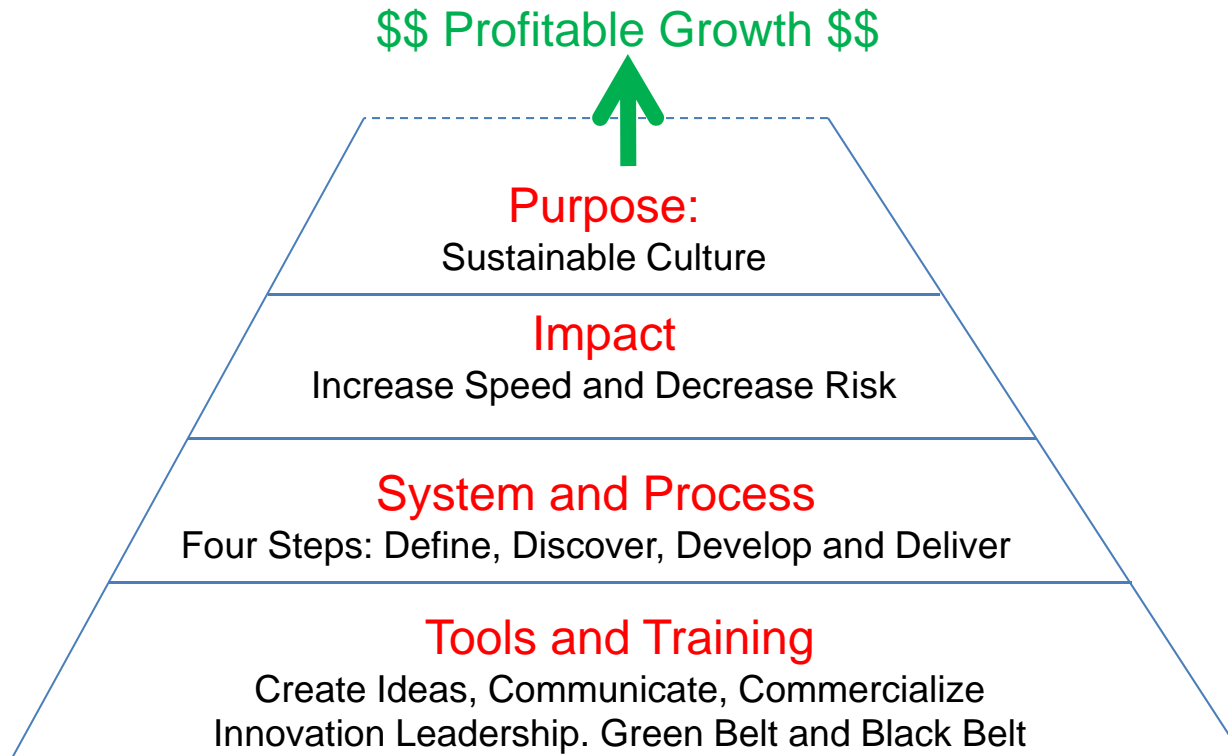 $$ Profitable Growth $$
Purpose:
Sustainable Culture
Impact
Increase Speed and Decrease Risk
System and Process
Four Steps: Define, Discover, Develop and Deliver
Tools and Training
Create Ideas, Communicate, Commercialize
Innovation Leadership. Green Belt and Black Belt